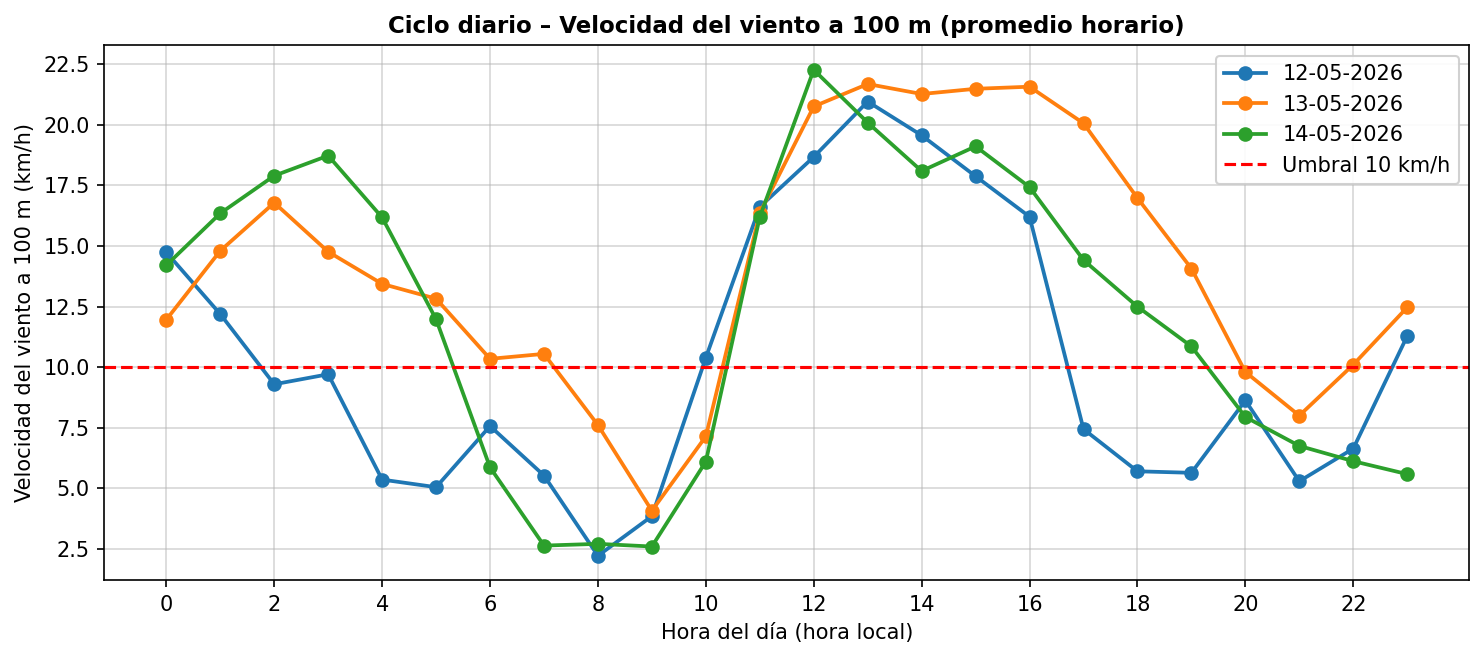 Ciclo diario – Velocidad del viento a 100 m (promedio horario)
Velocidad del viento a 100 m (km/h)
22.5
20.0
17.5
15.0
12.5
10.0
7.5
5.0
2.5
12-05-2026
13-05-2026
14-05-2026
Umbral 10 km/h
0 2 4 6 8 10 12 14 16 18 20 22
Hora del día (hora local)